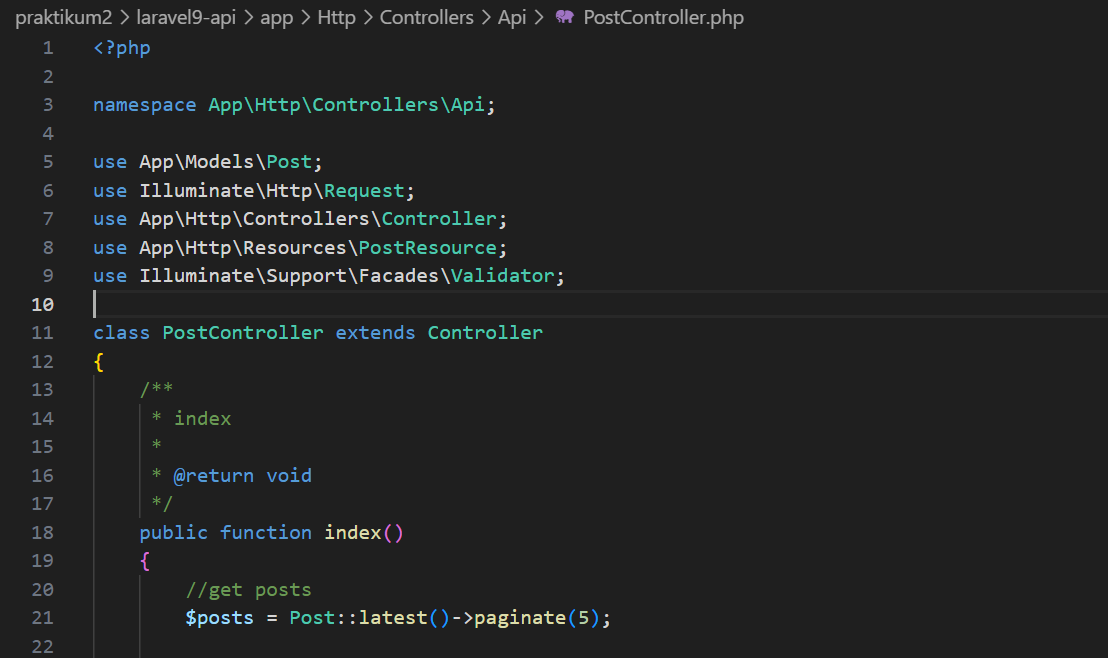 praktikum2 > laravel9-api > app > Http > Controllers > Api > PostController.php
1 <?php
2
3 namespace App\Http\Controllers\Api;
4
5 use App\Models\Post;
6 use Illuminate\Http\Request;
7 use App\Http\Controllers\Controller;
8 use App\Http\Resources\PostResource;
9 use Illuminate\Support\Facades\Validator;
10
11 class PostController extends Controller
12 {
13     /**
14      * index
15      *
16      * @return void
17      */
18     public function index()
19     {
20         //get posts
21         $posts = Post::latest()->paginate(5);
22